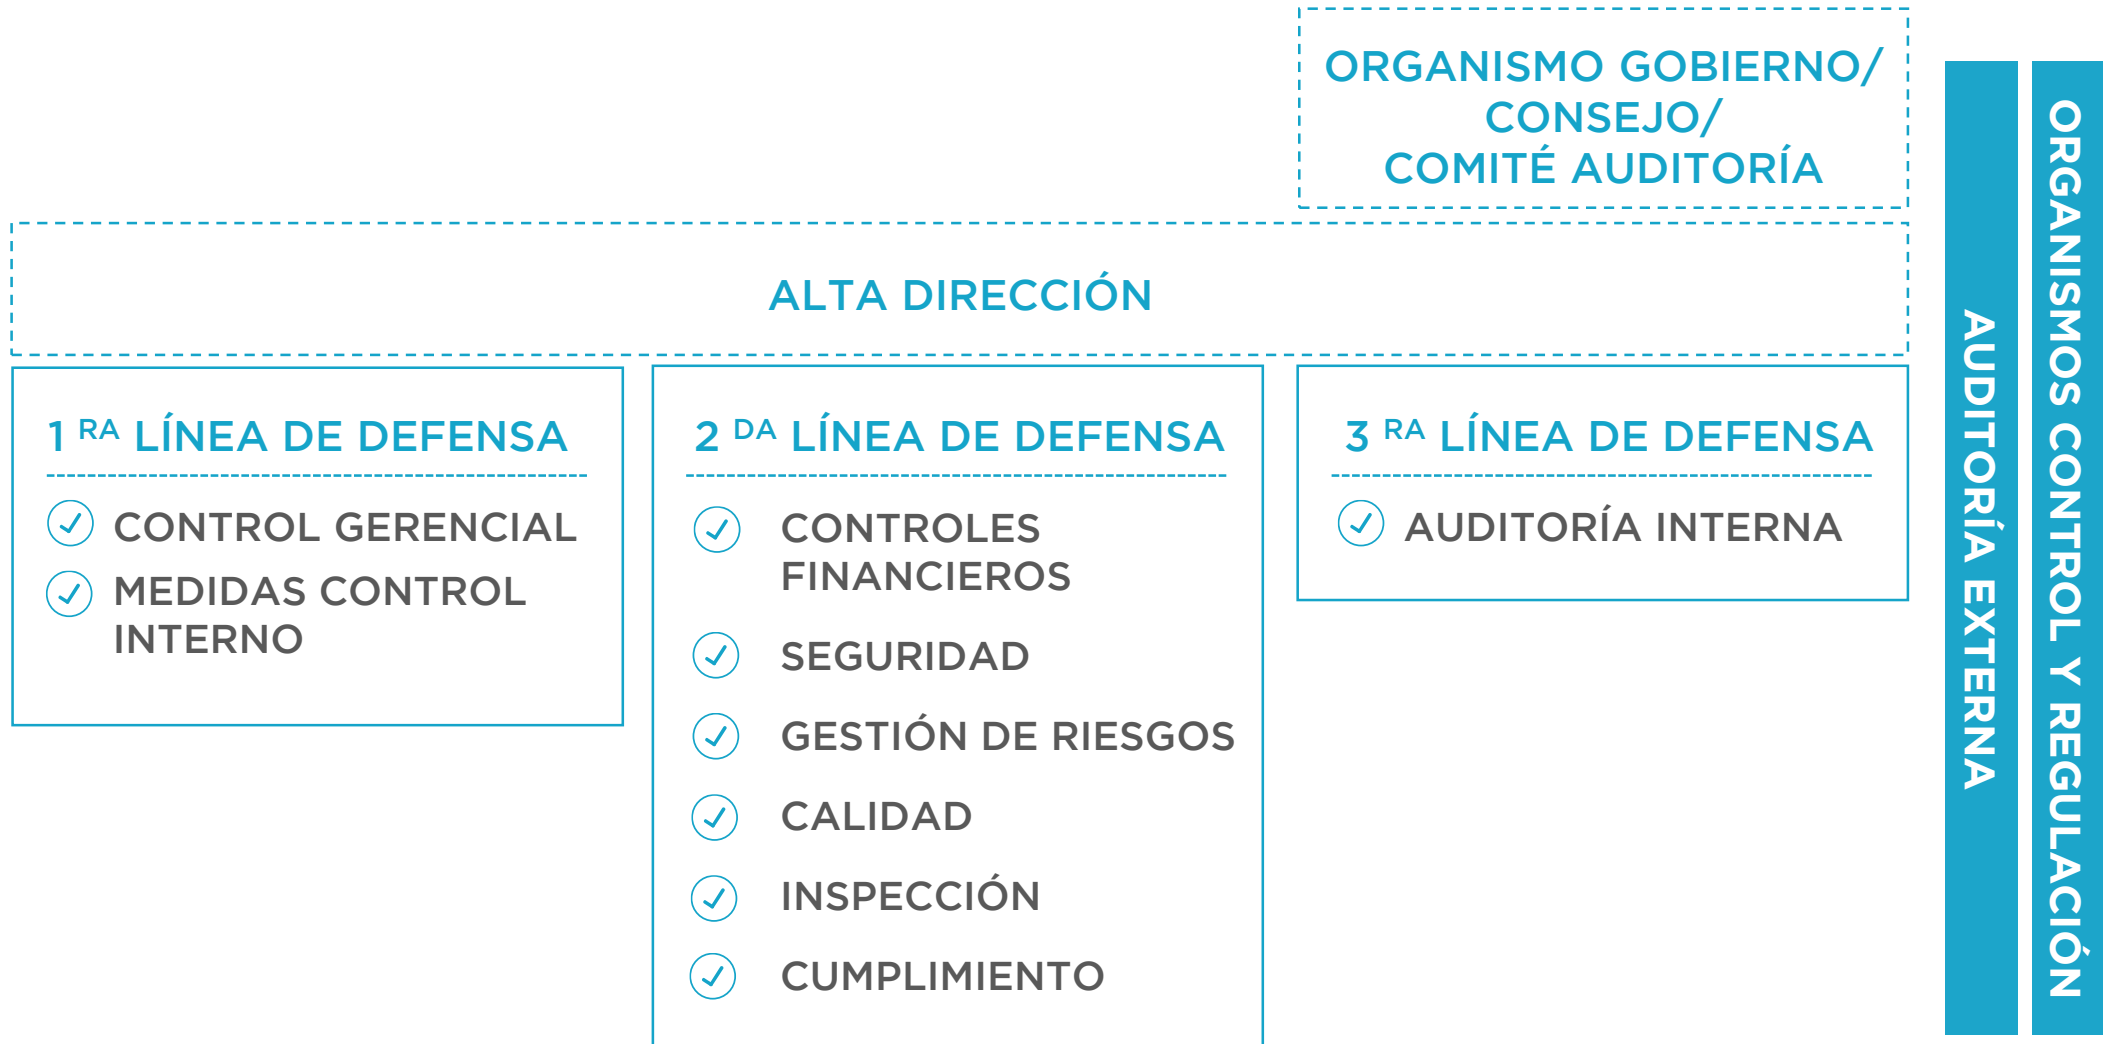 ORGANISMO GOBIERNO/
CONSEJO/
COMITÉ AUDITORÍA
ALTA DIRECCIÓN
1 RA LÍNEA DE DEFENSA
CONTROL GERENCIAL
MEDIDAS CONTROL
INTERNO
2 DA LÍNEA DE DEFENSA
CONTROLES
FINANCIEROS
SEGURIDAD
GESTIÓN DE RIESGOS
CALIDAD
INSPECCIÓN
CUMPLIMIENTO
3 RA LÍNEA DE DEFENSA
AUDITORÍA INTERNA
AUDITORÍA EXTERNA
ORGANISMOS CONTROL Y REGULACIÓN